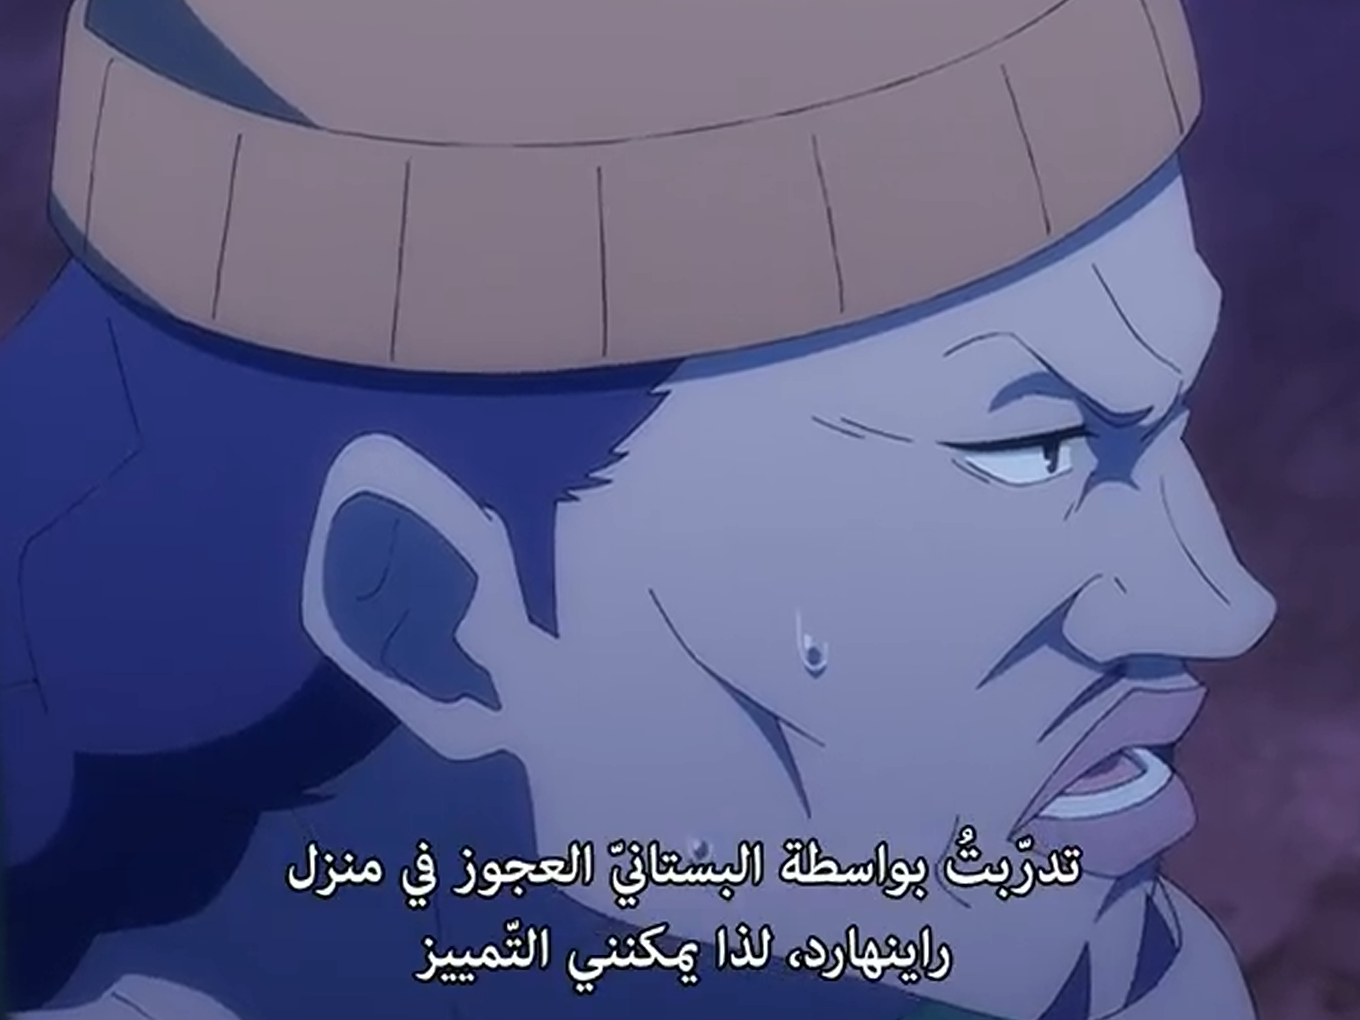 تدرّبتُ بواسطة البستانيّ العجوز في منزل
راينهارد، لذا يمكنني التّمييز